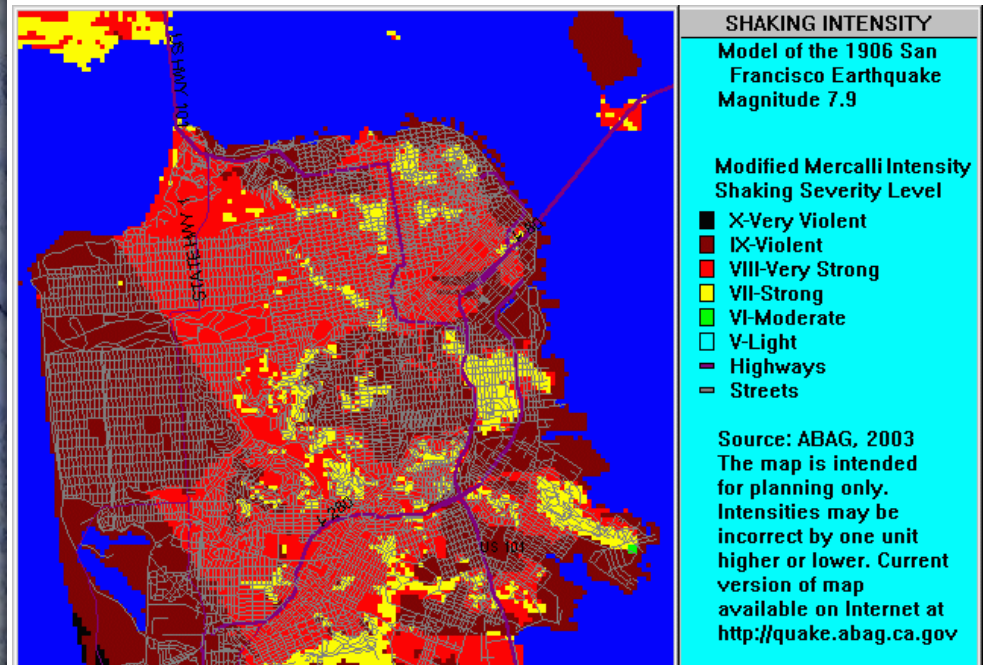 US HWY 101
STATE HWY 1
I-80
I-280
US 101
SHAKING INTENSITY
Model of the 1906 San
Francisco Earthquake
Magnitude 7.9
Modified Mercalli Intensity
Shaking Severity Level
X-Very Violent
IX-Violent
VIII-Very Strong
VII-Strong
VI-Moderate
V-Light
Highways
Streets
Source: ABAG, 2003
The map is intended
for planning only.
Intensities may be
incorrect by one unit
higher or lower. Current
version of map
available on Internet at
http://quake.abag.ca.gov